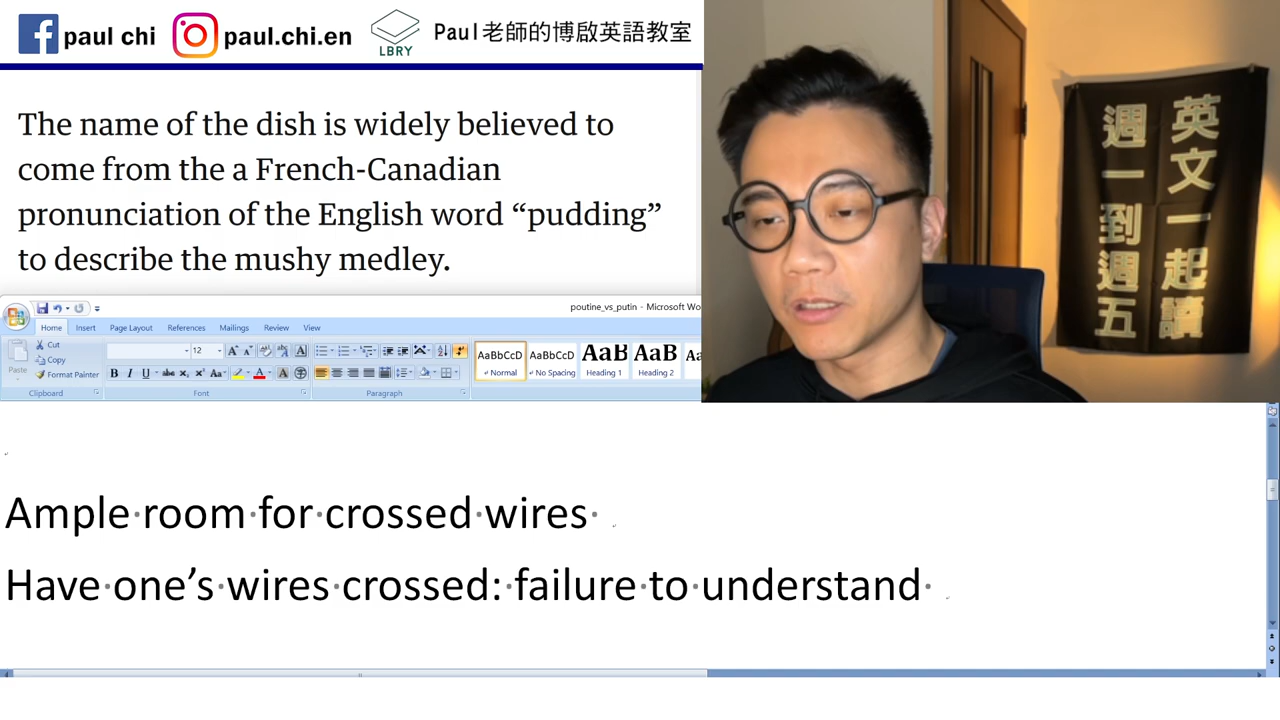 paul chi
paul.chi.en
LBRY
Paul老師的博啟英語教室
The name of the dish is widely believed to
come from the a French-Canadian
pronunciation of the English word “pudding”
to describe the mushy medley.
英文一起讀
週一到週五
poutine_vs_putin - Microsoft Wo
Home Insert Page Layout References Mailings Review View
Paste
Cut
Copy
Format Painter
Clipboard
12
Font
Paragraph
AaBbCcD AaBbCcD AaBb AaB Aa
Normal No Spacing Heading 1 Heading 2
Ample room for crossed wires
Have one’s wires crossed: failure to understand